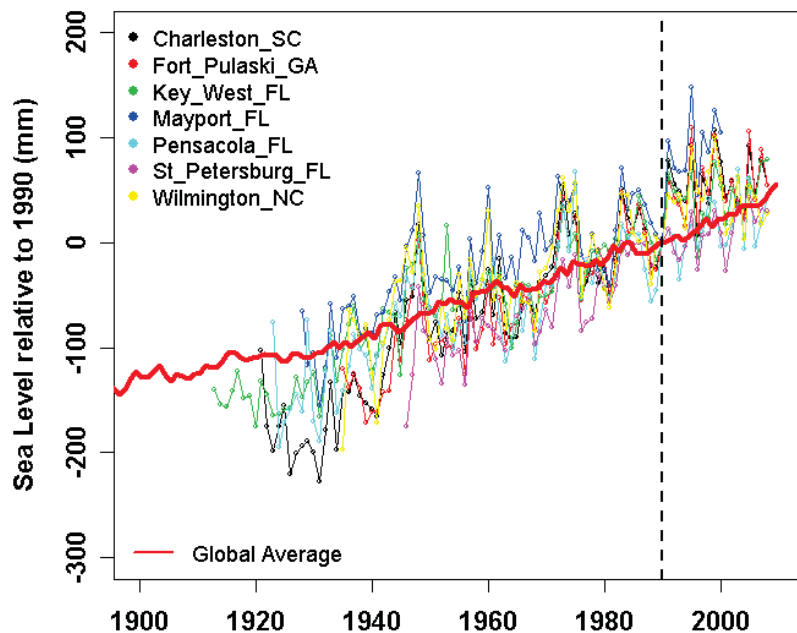 Sea Level relative to 1990 (mm)
200
100
0
-100
-200
-300
Charleston_SC
Fort_Pulaski_GA
Key_West_FL
Mayport_FL
Pensacola_FL
St_Petersburg_FL
Wilmington_NC
Global Average
1900 1920 1940 1960 1980 2000